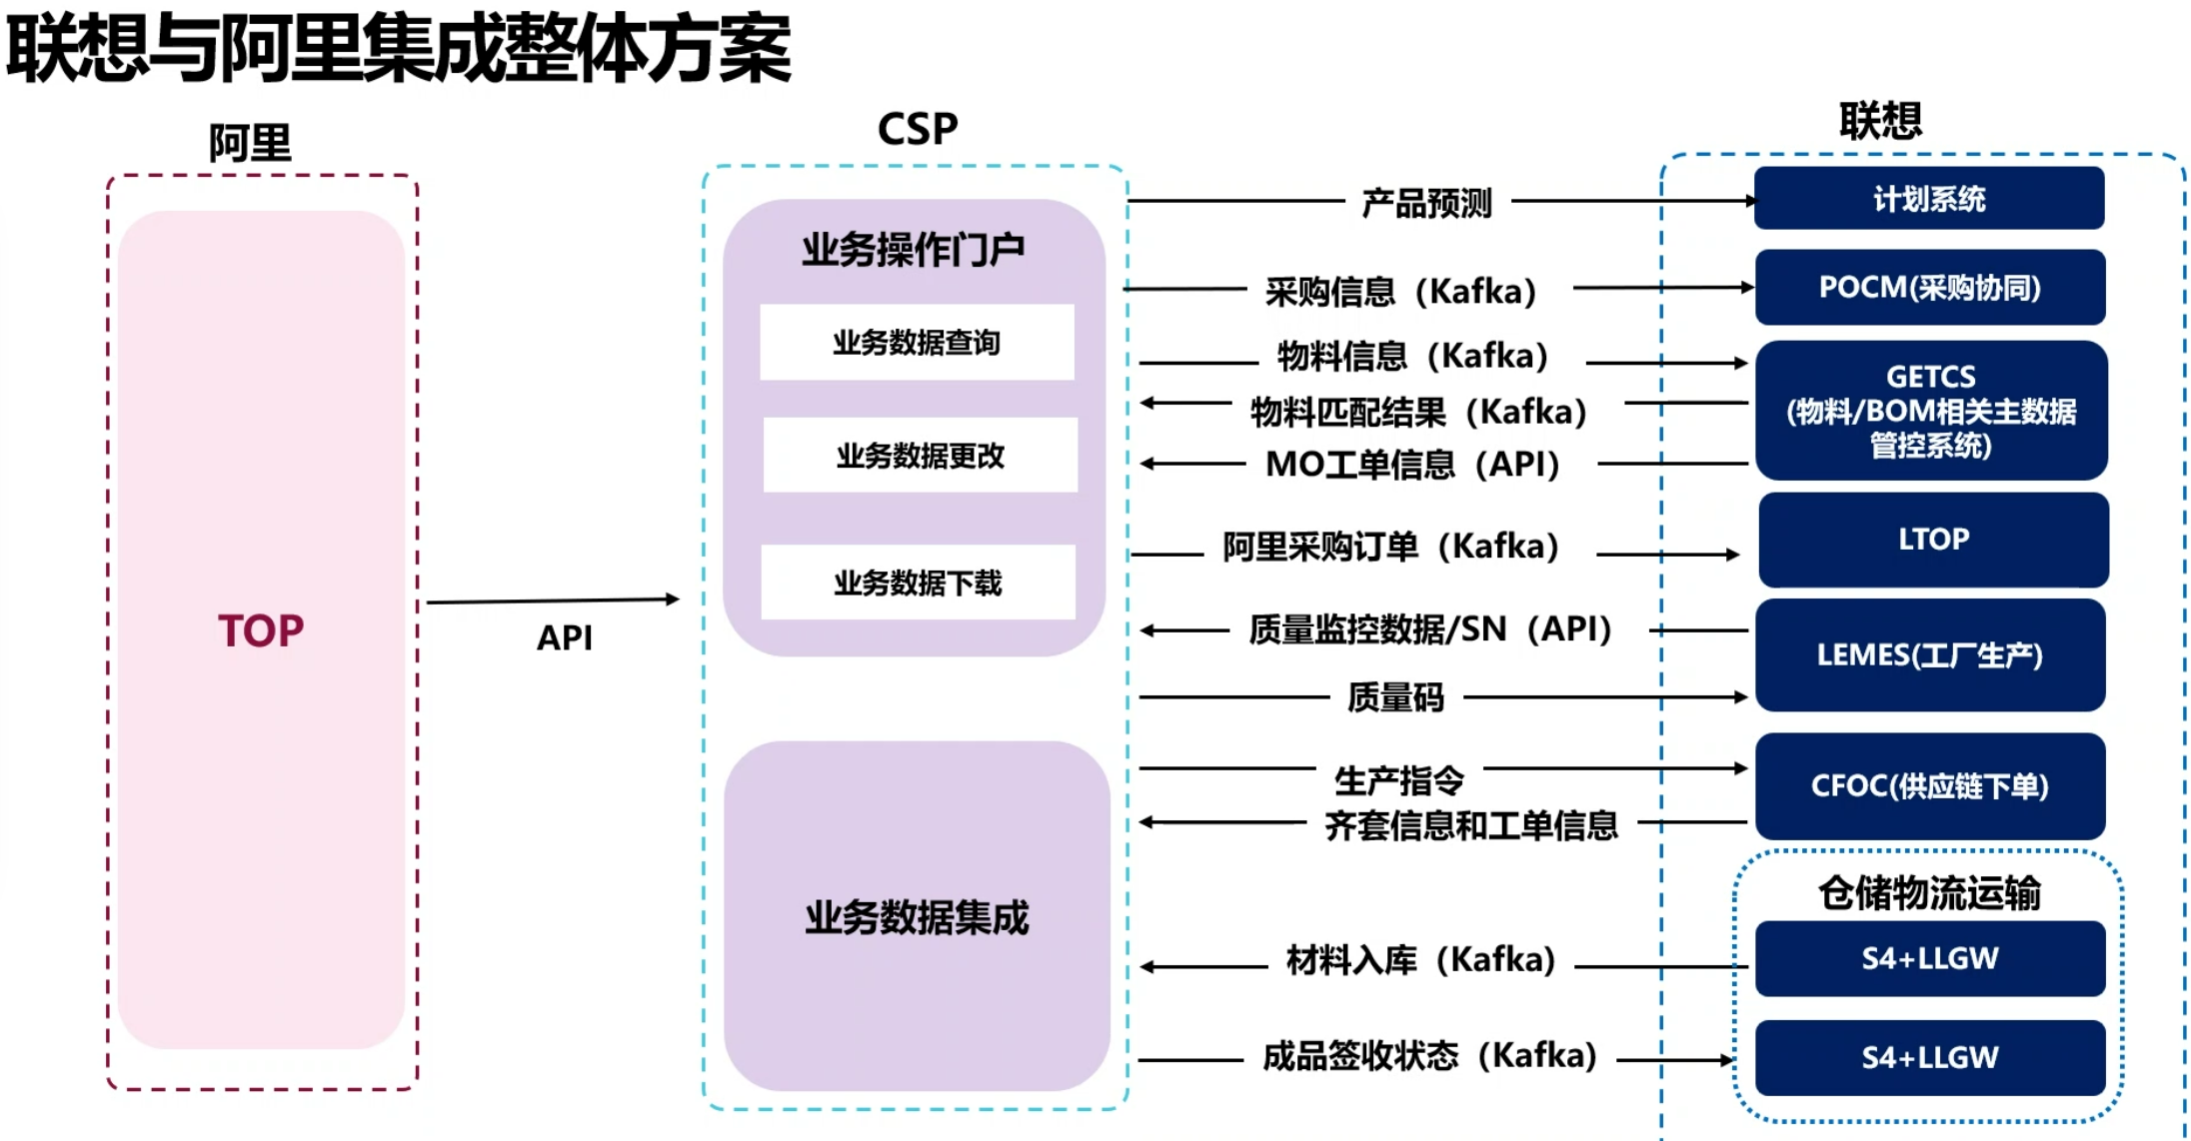 联想与阿里集成整体方案
阿里
TOP
API
CSP
业务操作门户
业务数据查询
业务数据更改
业务数据下载
业务数据集成
产品预测
采购信息（Kafka）
物料信息（Kafka）
物料匹配结果（Kafka）
MO工单信息（API）
阿里采购订单（Kafka）
质量监控数据/SN（API）
质量码
生产指令
齐套信息和工单信息
材料入库（Kafka）
成品签收状态（Kafka）
联想
计划系统
POCM(采购协同)
GETCS
(物料/BOM相关主数据
管控系统)
LTOP
LEMES(工厂生产)
CFOC(供应链下单)
仓储物流运输
S4+LLGW
S4+LLGW